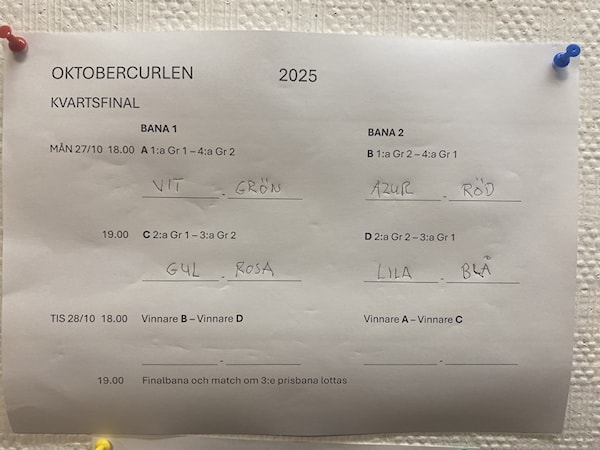 OKTOBERCURLEN 2025
KVARTSFINAL
BANA 1 BANA 2
MÅN 27/10 18.00 A 1:a Gr 1 – 4:a Gr 2 B 1:a Gr 2 – 4:a Gr 1
VIT - GRÖN AZUR - RÖD
19.00 C 2:a Gr 1 – 3:a Gr 2 D 2:a Gr 2 – 3:a Gr 1
GUL - ROSA LILA - BLÅ
TIS 28/10 18.00 Vinnare B – Vinnare D Vinnare A – Vinnare C
- -
19.00 Finalbana och match om 3:e prisbana lottas